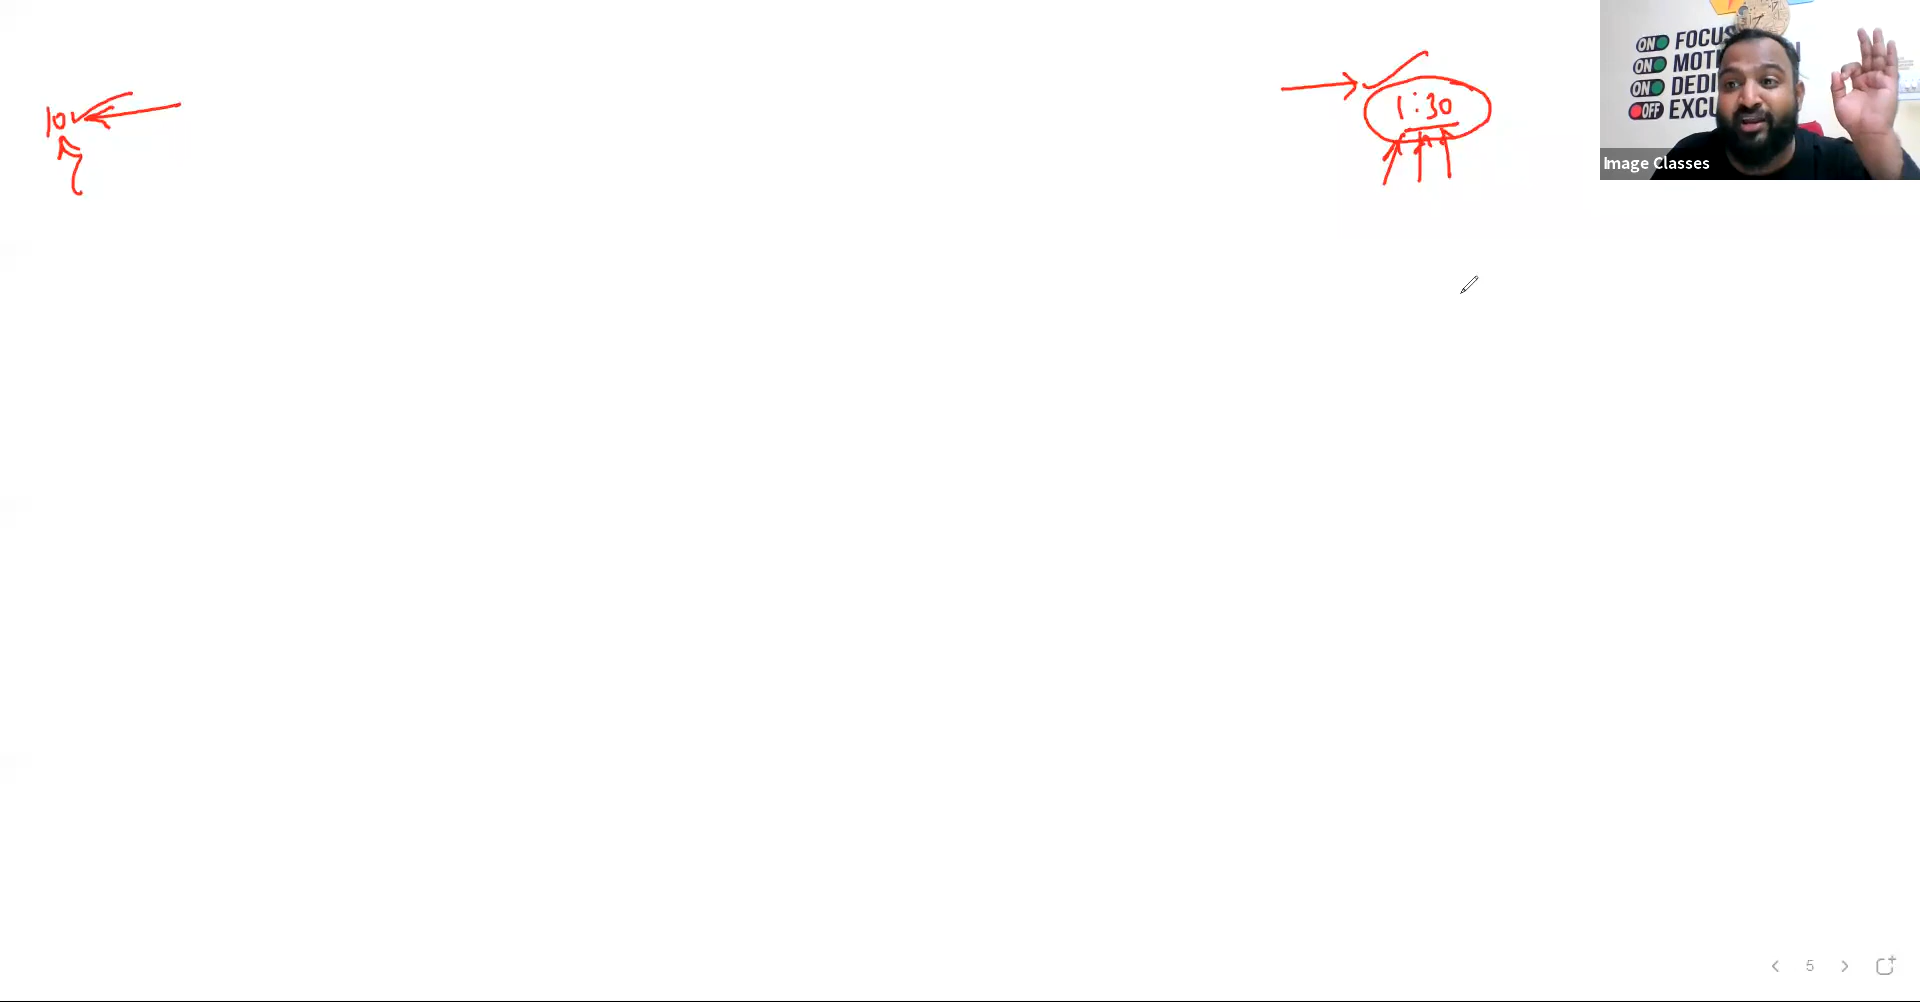 10
1:30
ON FOCUS
ON MOTI
ON DEDI
OFF EXCU
Image Classes
5